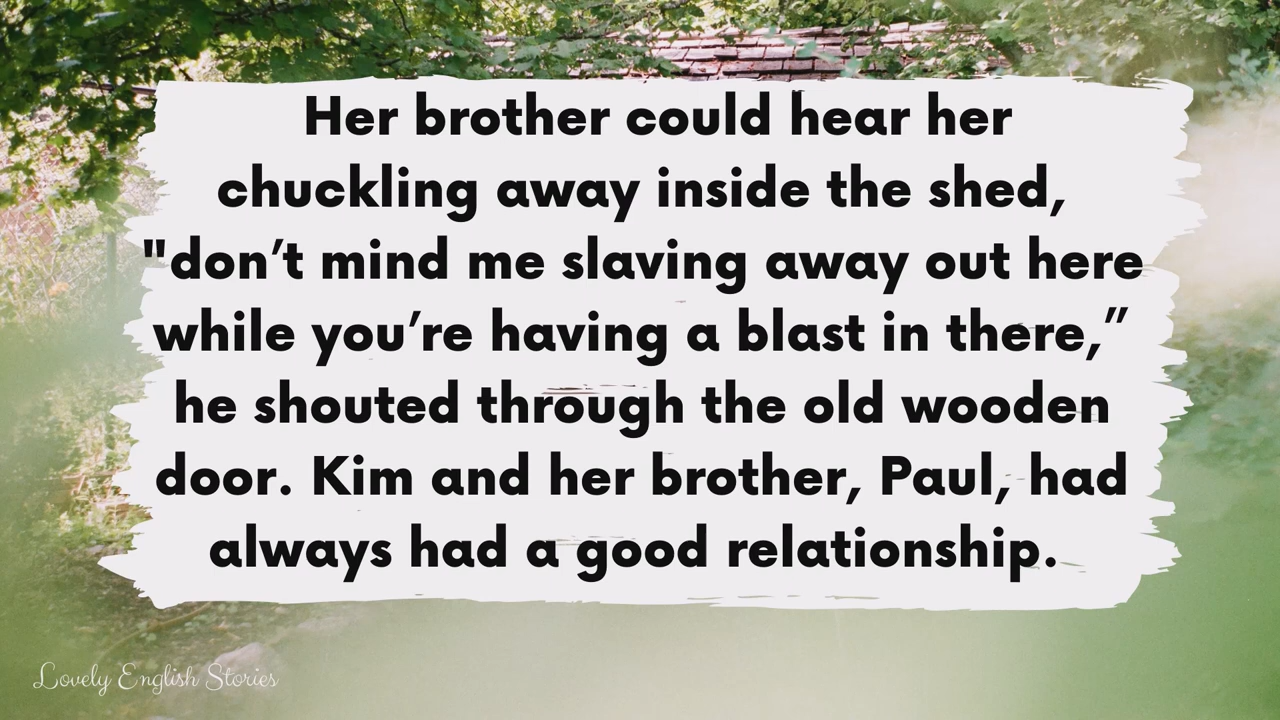 Her brother could hear her
chuckling away inside the shed,
"don’t mind me slaving away out here
while you’re having a blast in there,”
he shouted through the old wooden
door. Kim and her brother, Paul, had
always had a good relationship.
Lovely English Stories